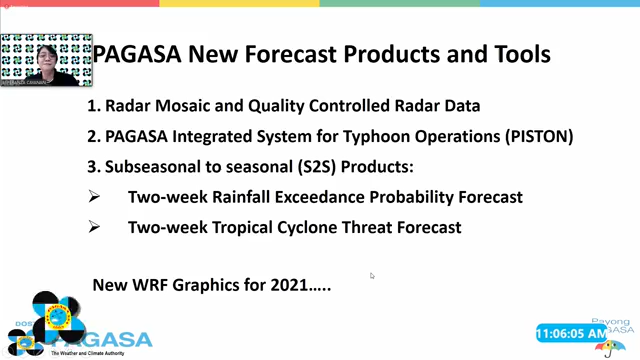 PAGASA New Forecast Products and Tools
1. Radar Mosaic and Quality Controlled Radar Data
2. PAGASA Integrated System for Typhoon Operations (PISTON)
3. Subseasonal to seasonal (S2S) Products:
Two-week Rainfall Exceedance Probability Forecast
Two-week Tropical Cyclone Threat Forecast
New WRF Graphics for 2021…..
DOST
PAGASA
The Weather and Climate Authority
Payong
PAGASA
11:06:05 AM